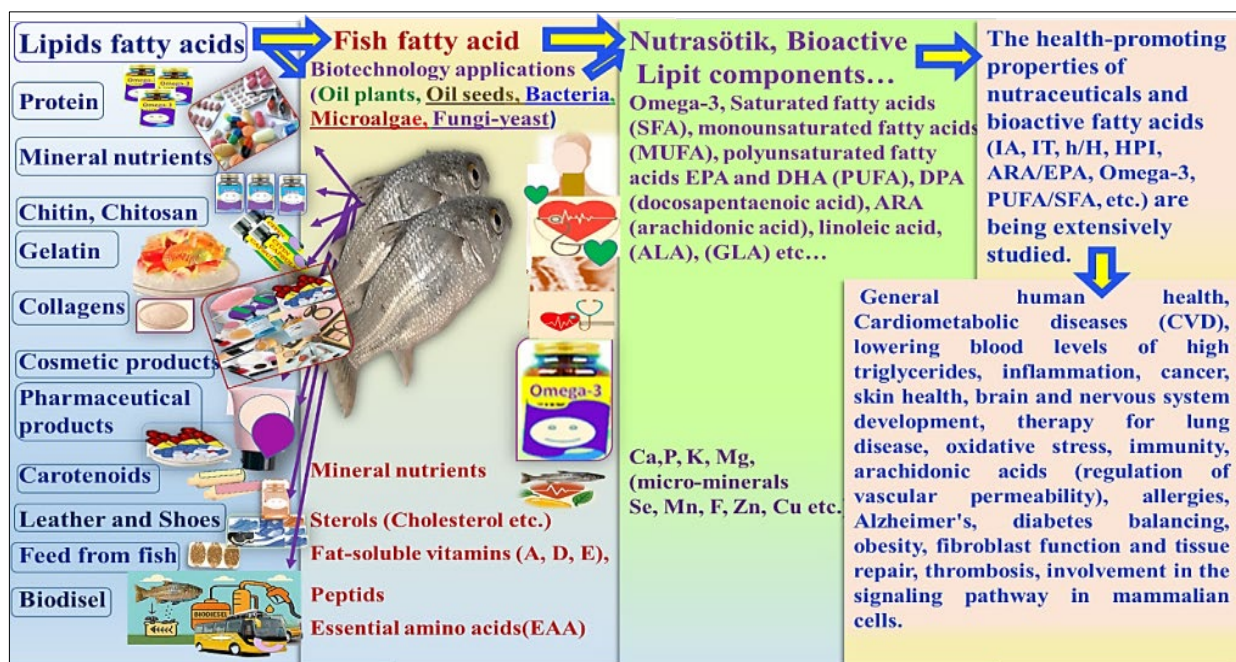 Lipids fatty acids
Protein
Mineral nutrients
Chitin, Chitosan
Gelatin
Collagens
Cosmetic products
Pharmaceutical
products
Carotenoids
Leather and Shoes
Feed from fish
Biodisel
Omega-3
Omega-3
Omega-3
BIODIESEL
Fish fatty acid
Biotechnology applications
(Oil plants, Oil seeds, Bacteria,
Microalgae, Fungi-yeast)
Omega-3
Mineral nutrients
Sterols (Cholesterol etc.)
Fat-soluble vitamins (A, D, E),
Peptids
Essential amino acids(EAA)
Nutrasötik, Bioactive
Lipit components…
Omega-3, Saturated fatty acids
(SFA), monounsaturated fatty acids
(MUFA), polyunsaturated fatty
acids EPA and DHA (PUFA), DPA
(docosapentaenoic acid), ARA
(arachidonic acid), linoleic acid,
(ALA), (GLA) etc…
Ca,P, K, Mg,
(micro-minerals
Se, Mn, F, Zn, Cu etc.)
The health-promoting
properties of
nutraceuticals and
bioactive fatty acids
(IA, IT, h/H, HPI,
ARA/EPA, Omega-3,
PUFA/SFA, etc.) are
being extensively
studied.
General human health,
Cardiometabolic diseases (CVD),
lowering blood levels of high
triglycerides, inflammation, cancer,
skin health, brain and nervous system
development, therapy for lung
disease, oxidative stress, immunity,
arachidonic acids (regulation of
vascular permeability), allergies,
Alzheimer's, diabetes balancing,
obesity, fibroblast function and tissue
repair, thrombosis, involvement in the
signaling pathway in mammalian
cells.